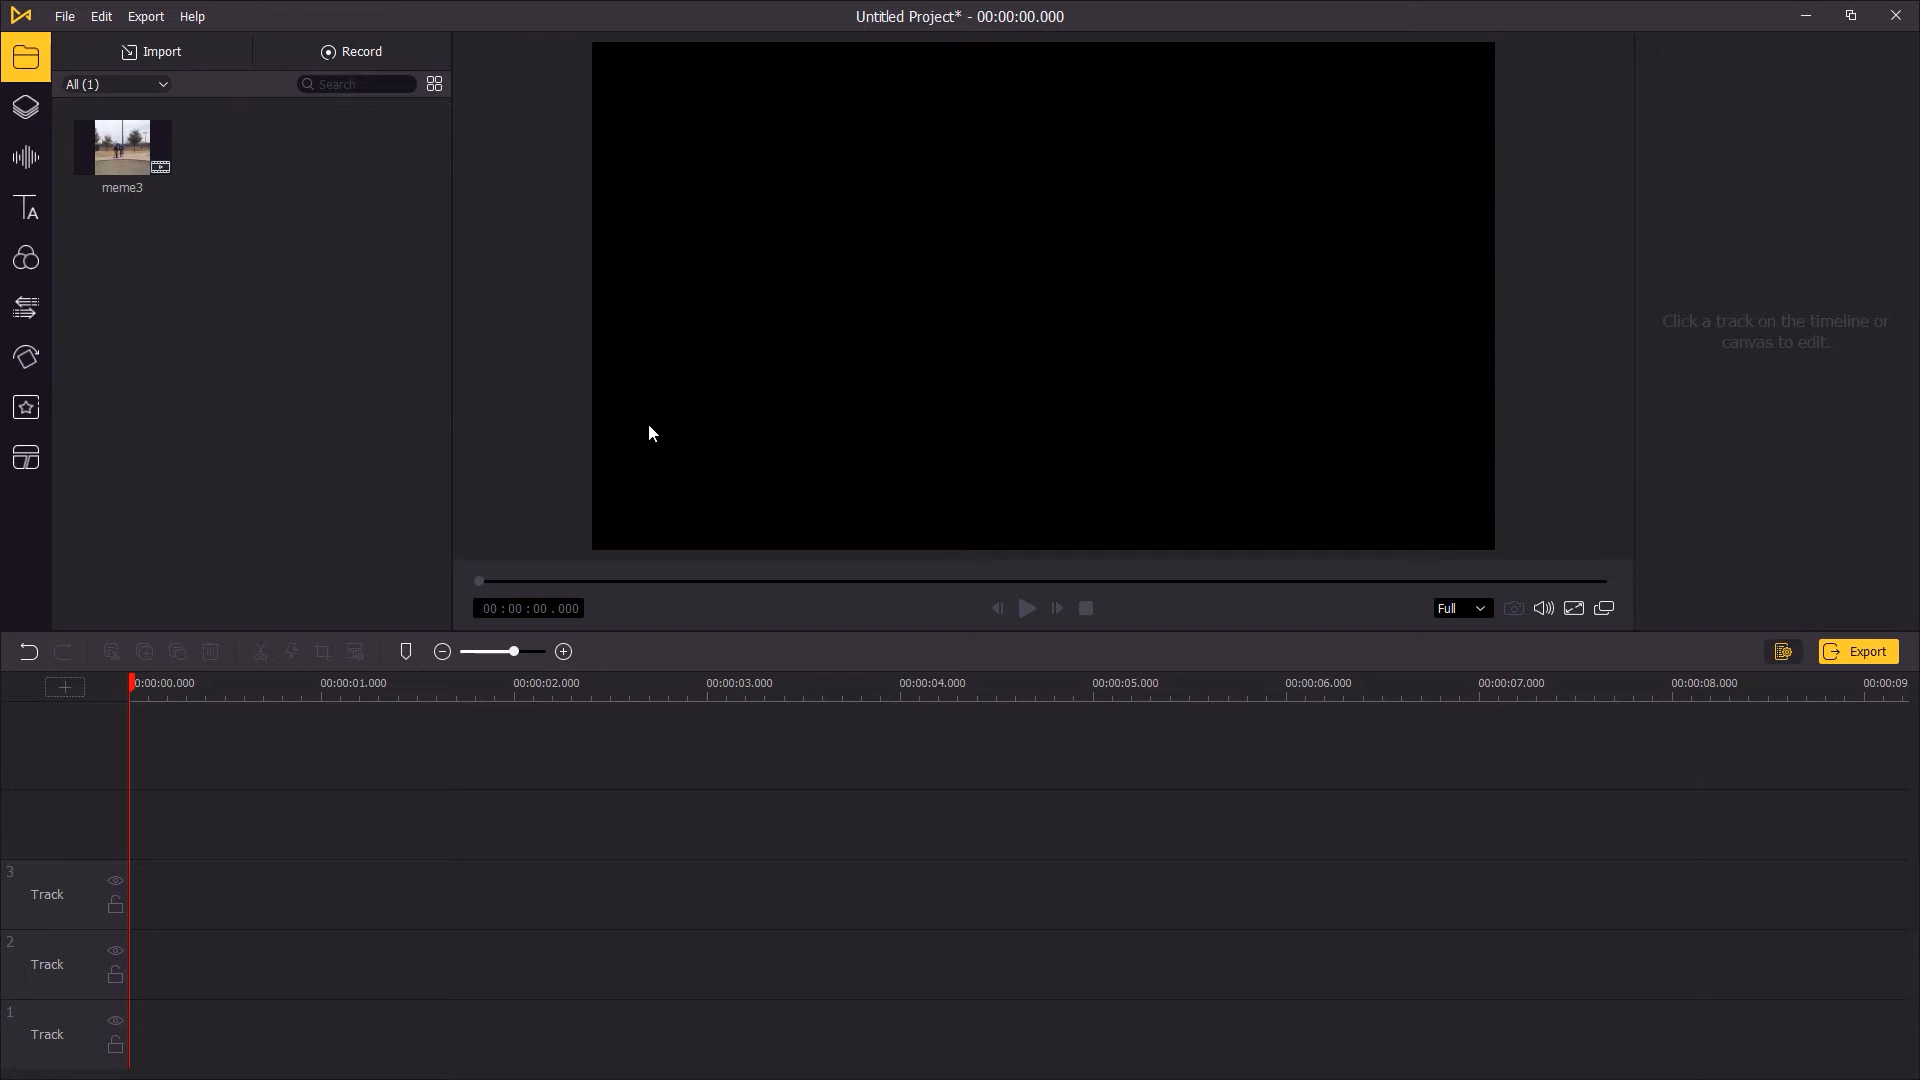 File Edit Export Help
Untitled Project* - 00:00:00.000
Import
Record
All (1)
Search
meme3
Click a track on the timeline or
canvas to edit.
00:00:00.000
Full
Export
0:00:00.000 00:00:01.000 00:00:02.000 00:00:03.000 00:00:04.000 00:00:05.000 00:00:06.000 00:00:07.000 00:00:08.000 00:00:09
3
Track
2
Track
1
Track